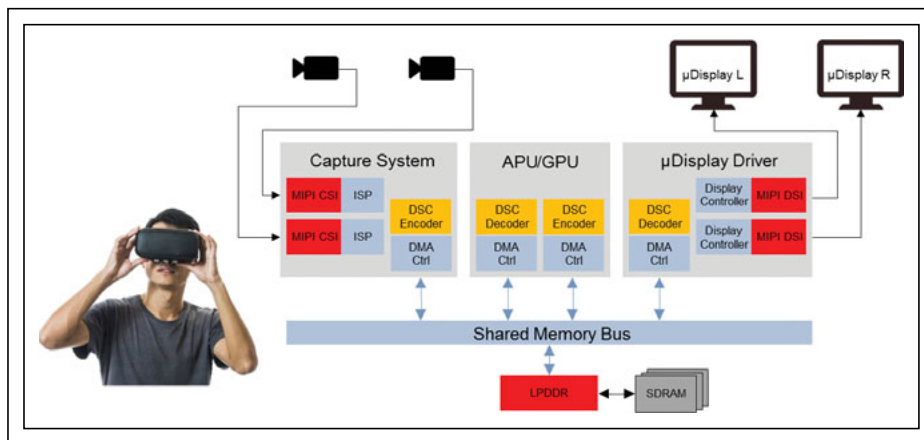 µDisplay L
µDisplay R
Capture System
APU/GPU
µDisplay Driver
MIPI CSI
ISP
MIPI CSI
ISP
DSC
Encoder
DMA
Ctrl
DSC
Decoder
DMA
Ctrl
DSC
Encoder
DMA
Ctrl
DSC
Decoder
DMA
Ctrl
Display
Controller
MIPI DSI
Display
Controller
MIPI DSI
Shared Memory Bus
LPDDR
SDRAM